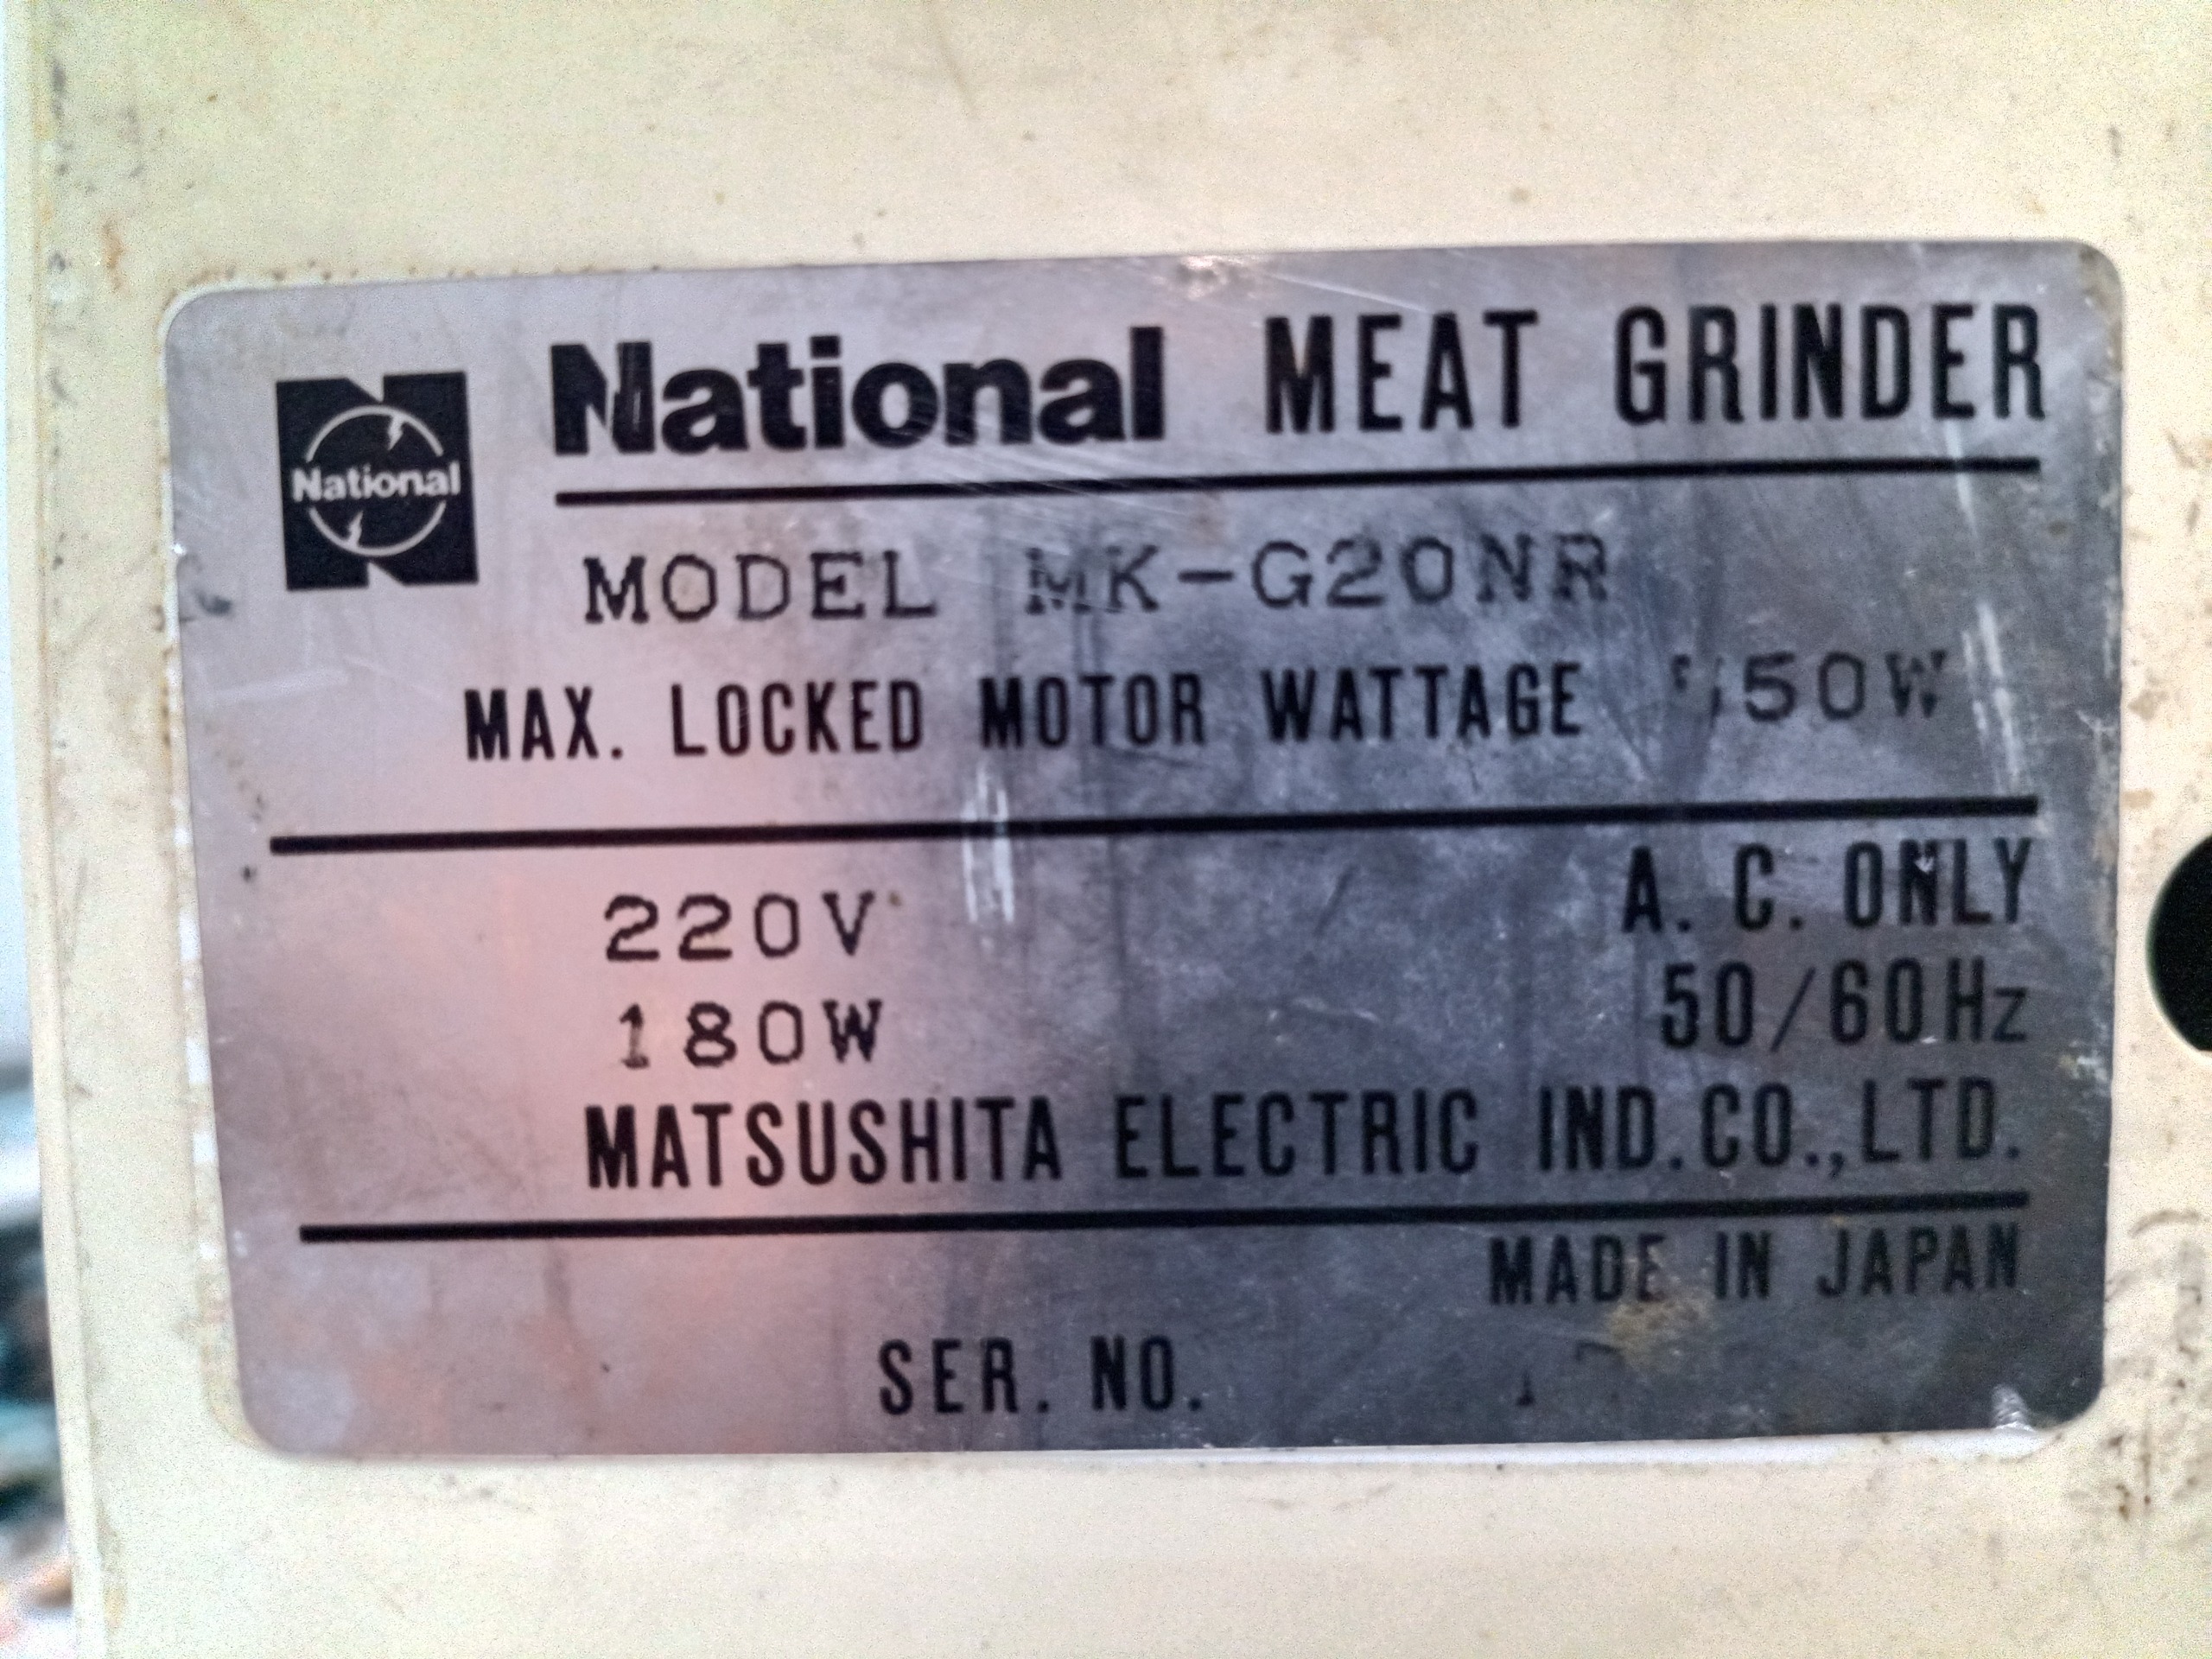 National MEAT GRINDER
National
MODEL MK-G20NR
MAX. LOCKED MOTOR WATTAGE
220V A. C. ONLY
180W 50/60Hz
MATSUSHITA ELECTRIC IND.CO.,LTD.
MADE IN JAPAN
SER. NO.